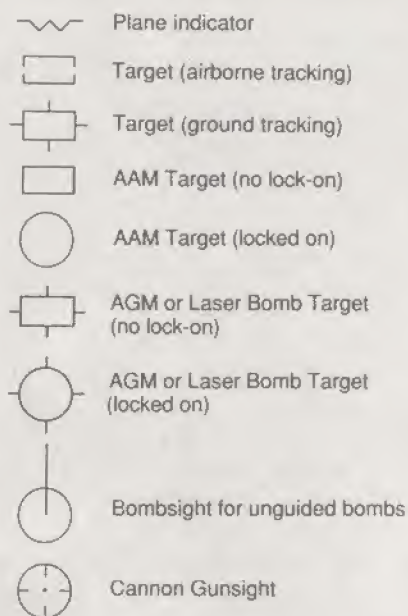 Plane indicator
Target (airborne tracking)
Target (ground tracking)
AAM Target (no lock-on)
AAM Target (locked on)
AGM or Laser Bomb Target
(no lock-on)
AGM or Laser Bomb Target
(locked on)
Bombsight for unguided bombs
Cannon Gunsight